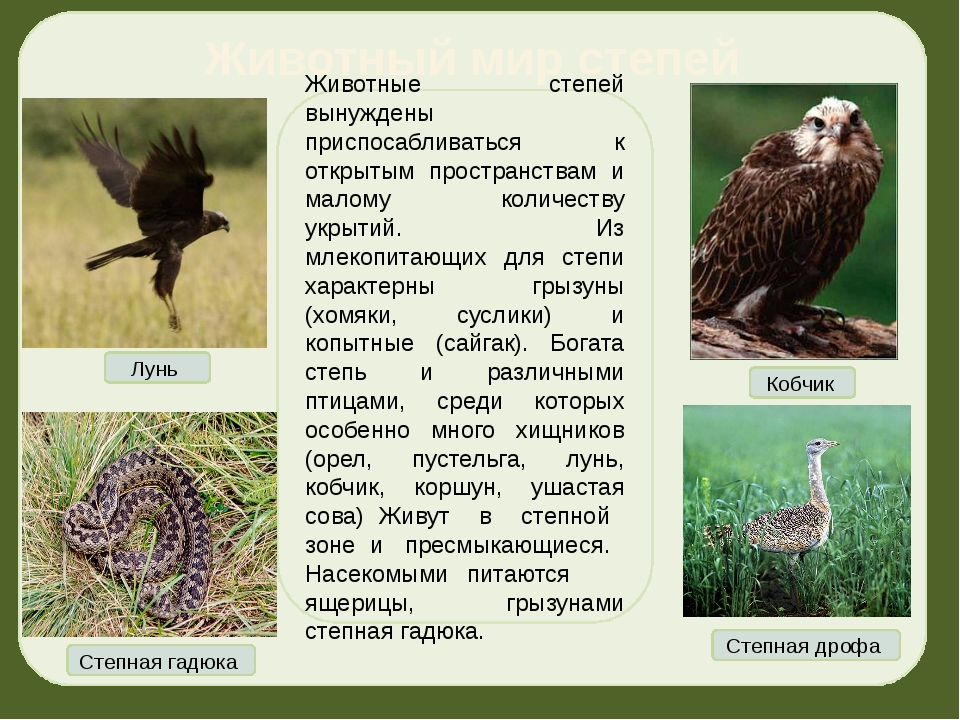 Животный мир степей
Животные степей
вынуждены
приспосабливаться к
открытым пространствам и
малому количеству
укрытий. Из
млекопитающих для степи
характерны грызуны
(хомяки, суслики) и
копытные (сайгак). Богата
степь и различными
птицами, среди которых
особенно много хищников
(орел, пустельга, лунь,
кобчик, коршун, ушастая
сова) Живут в степной
зоне и пресмыкающиеся.
Насекомыми питаются
ящерицы, грызунами
степная гадюка.
Лунь
Кобчик
Степная гадюка
Степная дрофа